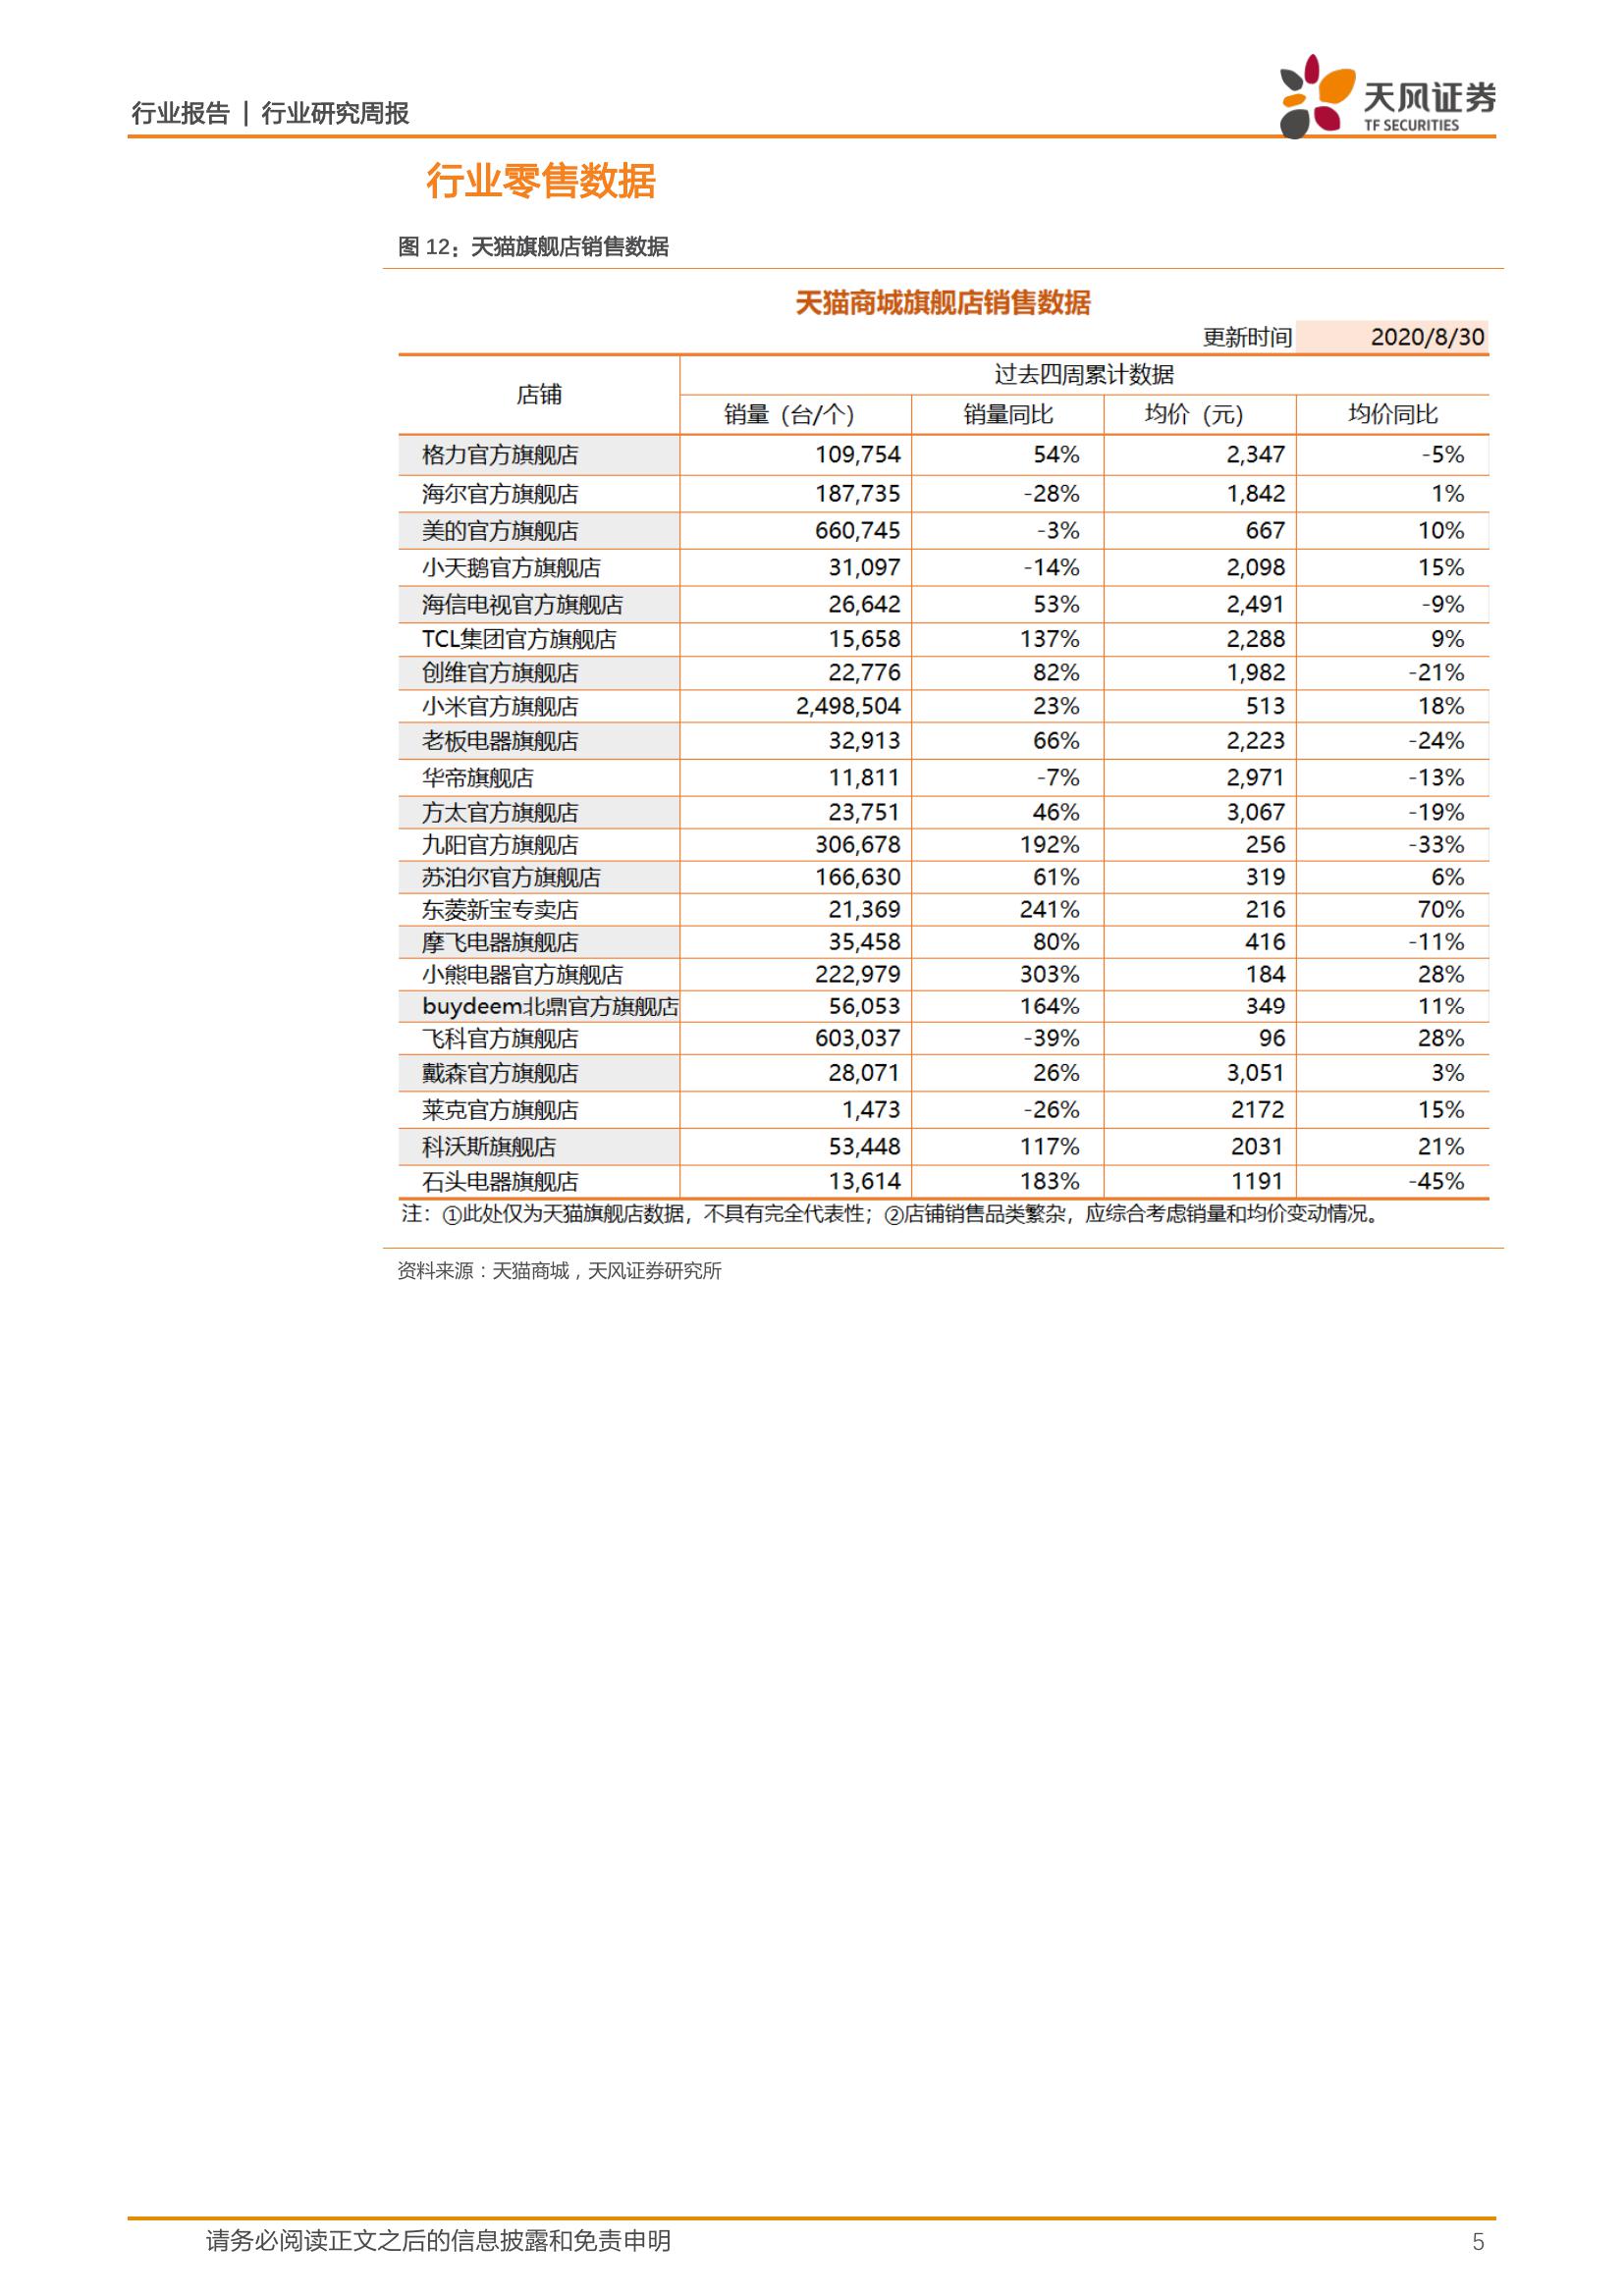 行业报告 | 行业研究周报
天风证券
TF SECURITIES
行业零售数据
图 12：天猫旗舰店销售数据
天猫商城旗舰店销售数据
更新时间 2020/8/30
店铺 过去四周累计数据
销量（台/个） 销量同比 均价（元） 均价同比
格力官方旗舰店 109,754 54% 2,347 -5%
海尔官方旗舰店 187,735 -28% 1,842 1%
美的官方旗舰店 660,745 -3% 667 10%
小天鹅官方旗舰店 31,097 -14% 2,098 15%
海信电视官方旗舰店 26,642 53% 2,491 -9%
TCL集团官方旗舰店 15,658 137% 2,288 9%
创维官方旗舰店 22,776 82% 1,982 -21%
小米官方旗舰店 2,498,504 23% 513 18%
老板电器旗舰店 32,913 66% 2,223 -24%
华帝旗舰店 11,811 -7% 2,971 -13%
方太官方旗舰店 23,751 46% 3,067 -19%
九阳官方旗舰店 306,678 192% 256 -33%
苏泊尔官方旗舰店 166,630 61% 319 6%
东菱新宝专卖店 21,369 241% 216 70%
摩飞电器旗舰店 35,458 80% 416 -11%
小熊电器官方旗舰店 222,979 303% 184 28%
buydeem北鼎官方旗舰店 56,053 164% 349 11%
飞科官方旗舰店 603,037 -39% 96 28%
戴森官方旗舰店 28,071 26% 3,051 3%
莱克官方旗舰店 1,473 -26% 2172 15%
科沃斯旗舰店 53,448 117% 2031 21%
石头电器旗舰店 13,614 183% 1191 -45%
注：①此处仅为天猫旗舰店数据，不具有完全代表性；②店铺销售品类繁杂，应综合考虑销量和均价变动情况。
资料来源：天猫商城，天风证券研究所
请务必阅读正文之后的信息披露和免责申明 5